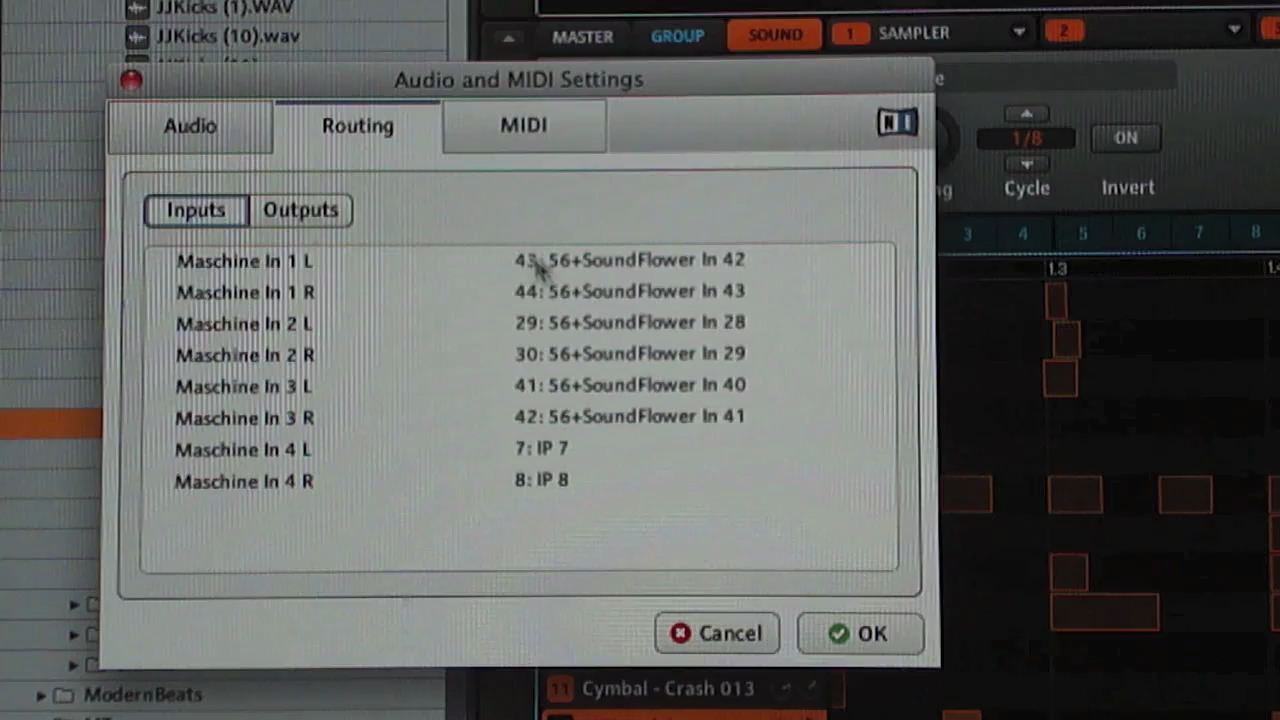 JJKicks (1).WAV
JJKicks (10).wav
MASTER GROUP SOUND 1 SAMPLER 2
Audio and MIDI Settings
Audio Routing MIDI
1/8 ON
Cycle Invert
Inputs Outputs
3 4 5 6 7 8
Maschine In 1 L 43: 56+SoundFlower In 42
1.3
Maschine In 1 R 44: 56+SoundFlower In 43
Maschine In 2 L 29: 56+SoundFlower In 28
Maschine In 2 R 30: 56+SoundFlower In 29
Maschine In 3 L 41: 56+SoundFlower In 40
Maschine In 3 R 42: 56+SoundFlower In 41
Maschine In 4 L 7: IP 7
Maschine In 4 R 8: IP 8
Cancel OK
ModernBeats
11 Cymbal - Crash 013